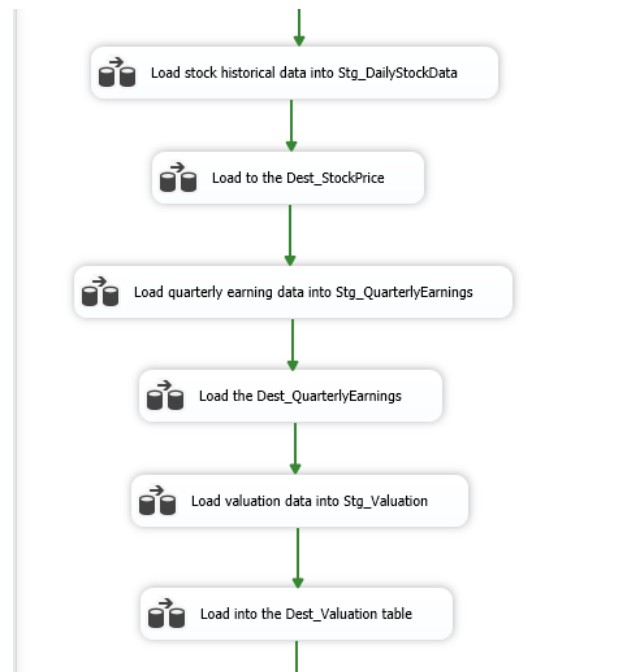 Load stock historical data into Stg_DailyStockData
Load to the Dest_StockPrice
Load quarterly earning data into Stg_QuarterlyEarnings
Load the Dest_QuarterlyEarnings
Load valuation data into Stg_Valuation
Load into the Dest_Valuation table